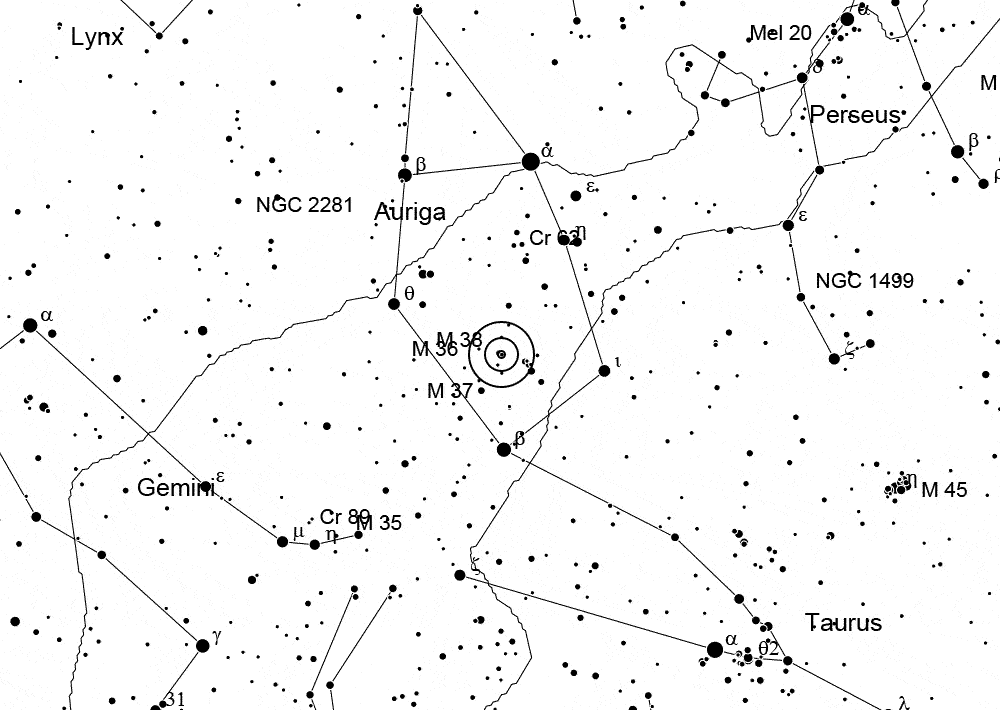 α
Lynx
Mel 20
δ
M
Perseus
β
α
β
ε
ρ
NGC 2281
Auriga
ε
Cr 62
η
NGC 1499
θ
α
M 38
M 36
ζ
ι
M 37
β
ε
Gemini
η
M 45
Cr 89
M 35
μ
η
ζ
Taurus
γ
α
θ2
31
λ